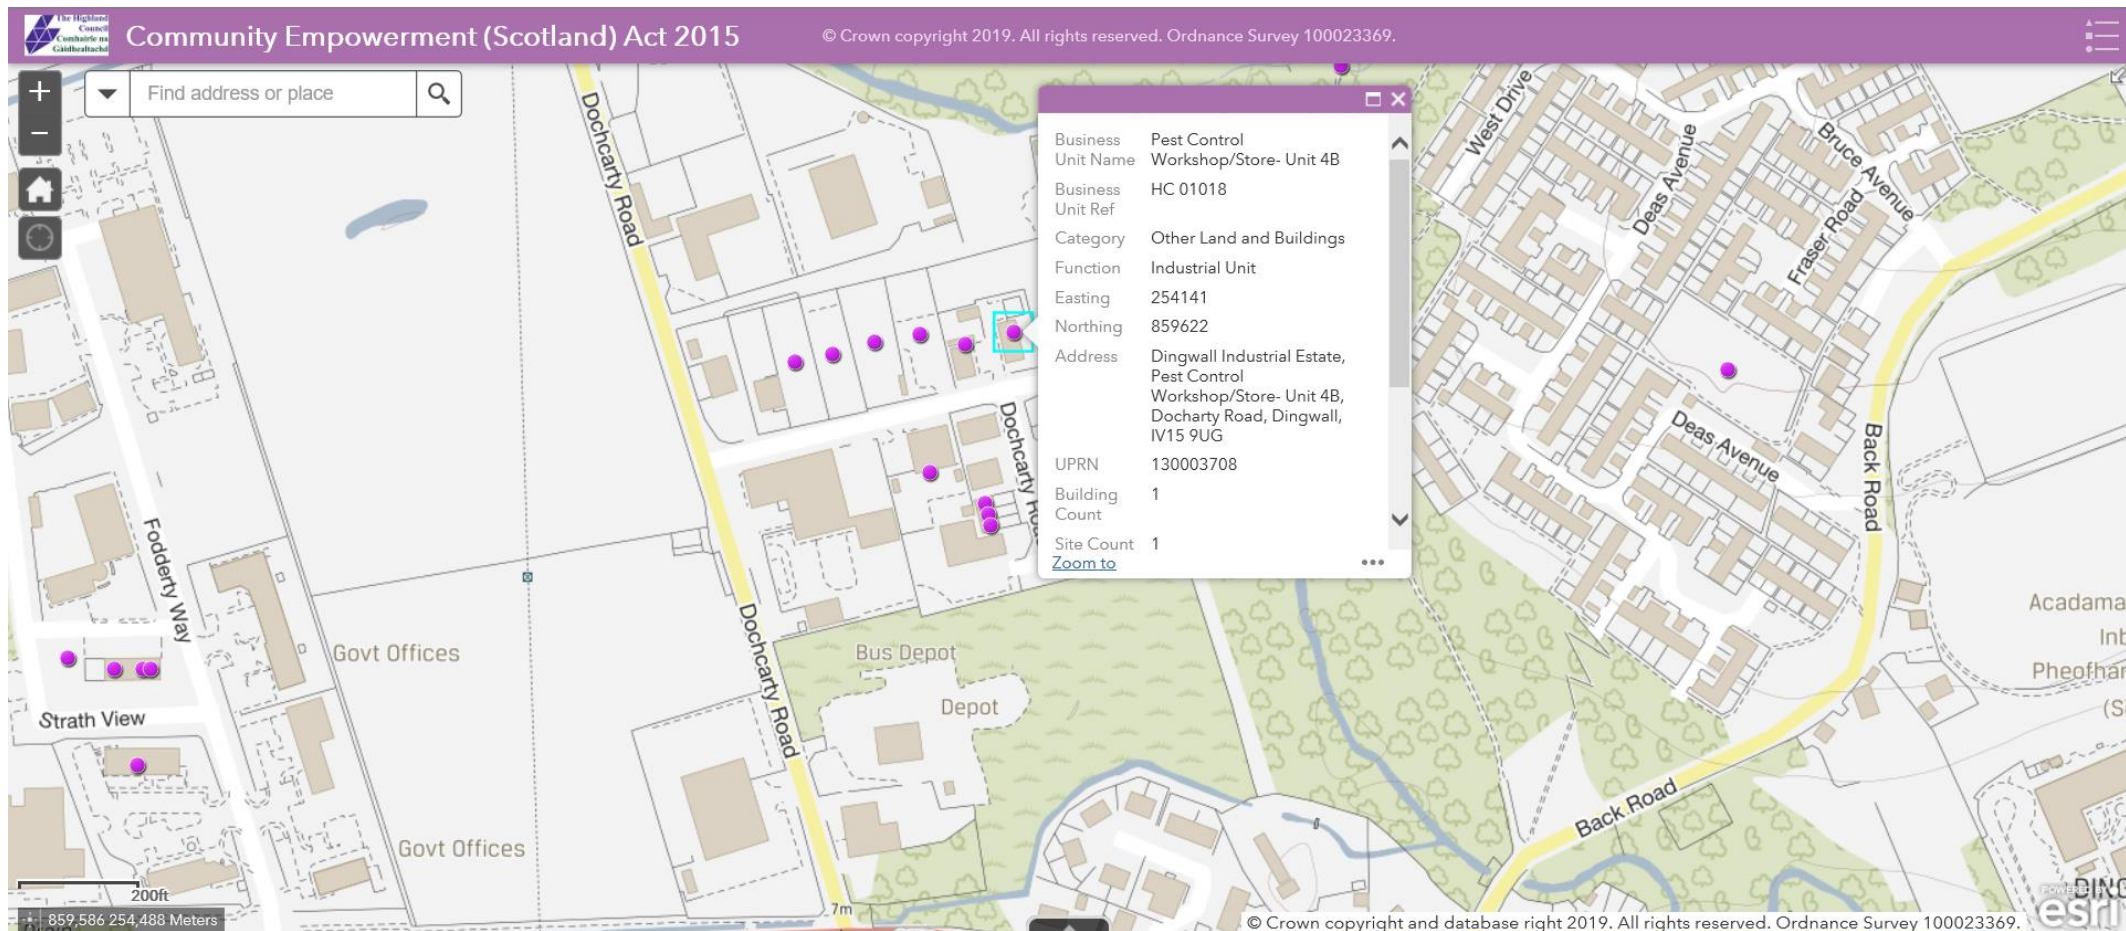 The Highland
Council
Comhairle na
Gàidhealtachd
Community Empowerment (Scotland) Act 2015
© Crown copyright 2019. All rights reserved. Ordnance Survey 100023369.
Find address or place
Dochcarty Road
West Drive
Deas Avenue
Bruce Avenue
Fraser Road
Business
Unit Name
Pest Control
Workshop/Store- Unit 4B
Business
Unit Ref
HC 01018
Category
Other Land and Buildings
Function
Industrial Unit
Easting
254141
Northing
859622
Address
Dingwall Industrial Estate,
Pest Control
Workshop/Store- Unit 4B,
Docharty Road, Dingwall,
IV15 9UG
UPRN
130003708
Building
Count
1
Site Count
1
Zoom to
Dochcarty Road
Deas Avenue
Back Road
Fodderty Way
Govt Offices
Dochcarty Road
Bus Depot
Depot
Strath View
Govt Offices
Back Road
Acadama
Int
Pheofhar
(S
7m
DING
200ft
859,586 254,488 Meters
© Crown copyright and database right 2019. All rights reserved. Ordnance Survey 100023369.
POWERED BY
esri